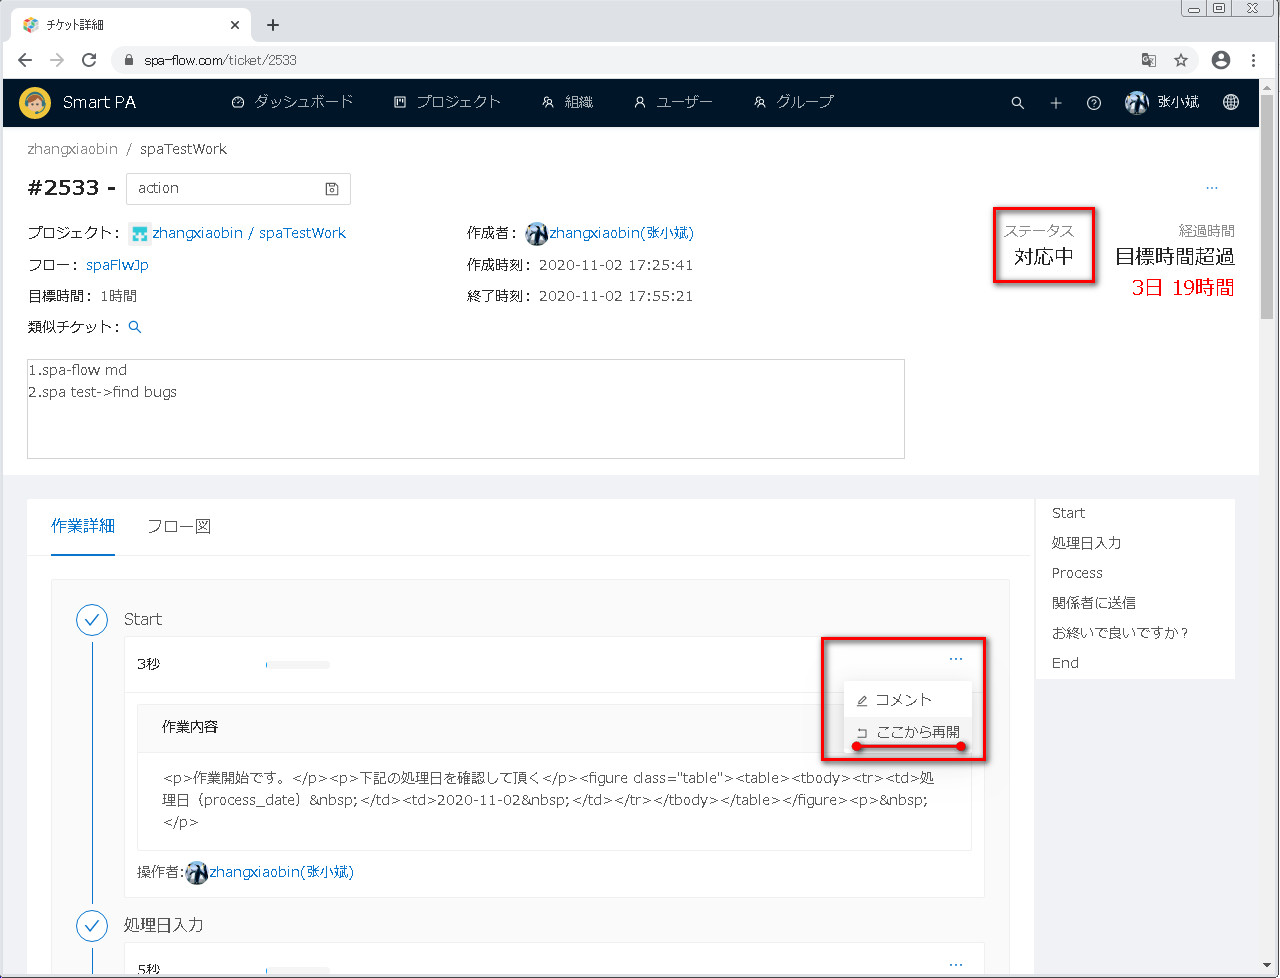 チケット詳細
spa-flow.com/ticket/2533
Smart PA
ダッシュボード
プロジェクト
組織
ユーザー
グループ
张小斌
zhangxiaobin / spaTestWork
#2533 -
action
プロジェクト： zhangxiaobin / spaTestWork
作成者： zhangxiaobin(张小斌)
ステータス
対応中
経過時間
目標時間超過
3日 19時間
フロー： spaFlwJp
作成時刻： 2020-11-02 17:25:41
目標時間： 1時間
終了時刻： 2020-11-02 17:55:21
類似チケット：
1.spa-flow md
2.spa test->find bugs
作業詳細
フロー図
Start
処理日入力
Process
関係者に送信
お終いで良いですか？
End
Start
3秒
コメント
ここから再開
作業内容
<p>作業開始です。</p><p>下記の処理日を確認して頂く</p><figure class="table"><table><tbody><tr><td>処
理日（process_date）&nbsp;</td><td>2020-11-02&nbsp;</td></tr></tbody></table></figure><p>&nbsp;
</p>
操作者:zhangxiaobin(张小斌)
処理日入力
5秒